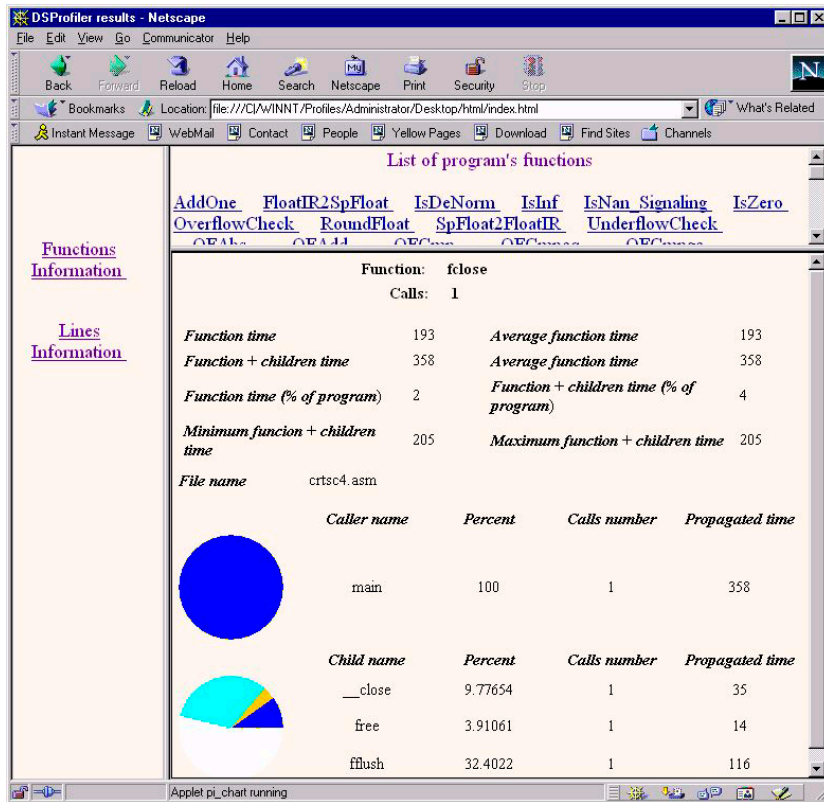 DSProfiler results - Netscape
File Edit View Go Communicator Help
Back Forward Reload Home Search Netscape Print Security Stop
My
N
Bookmarks Location: file:///C|/WINNT/Profiles/Administrator/Desktop/html/index.html What's Related
Instant Message WebMail Contact People Yellow Pages Download Find Sites Channels
Functions
Information
Lines
Information
List of program's functions
AddOne FloatIR2SpFloat IsDeNorm IsInf IsNan_Signaling IsZero
OverflowCheck RoundFloat SpFloat2FloatIR UnderflowCheck
Function: fclose
Calls: 1
Function time 193 Average function time 193
Function + children time 358 Average function time 358
Function time (% of program) 2 Function + children time (% of
program) 4
Minimum funcion + children
time 205 Maximum function + children time 205
File name crtsc4.asm
Caller name Percent Calls number Propagated time
main 100 1 358
Child name Percent Calls number Propagated time
__close 9.77654 1 35
free 3.91061 1 14
fflush 32.4022 1 116
Applet pi_chart running